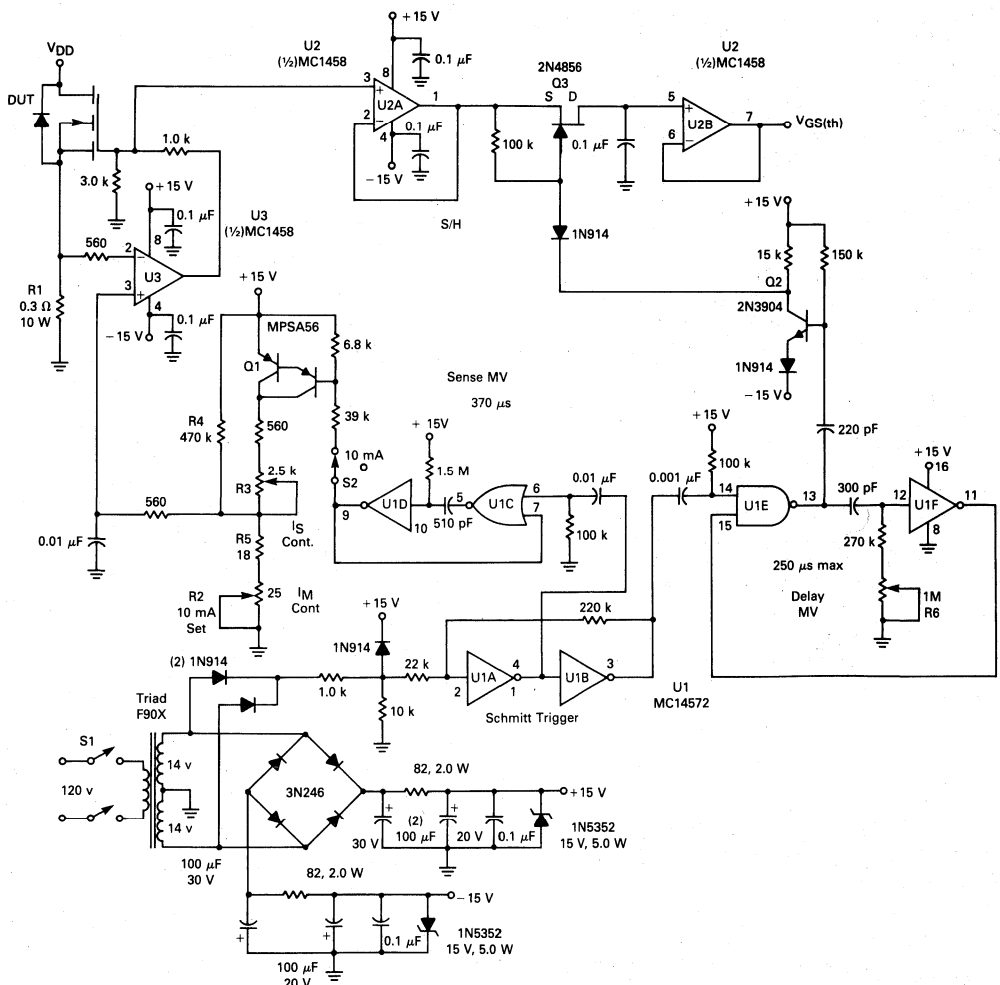 + 15 V
V_DD
U2
(½)MC1458
8
0.1 μF
2N4856
Q3
U2
(½)MC1458
DUT
3
+
U2A
1
S D
5
+
U2B
7
V_GS(th)
2
−
4
0.1 μF
0.1 μF
6
−
1.0 k
100 k
3.0 k
− 15 V
+ 15 V
S/H
+15 V
0.1 μF
U3
(½)MC1458
1N914
560
2
−
8
U3
15 k
150 k
3
+
4
+ 15 V
Q2
2N3904
R1
0.3 Ω
10 W
0.1 μF
− 15 V
MPSA56
6.8 k
Q1
Sense MV
370 μs
1N914
− 15 V
R4
470 k
560
39 k
+ 15V
+15 V
220 pF
10 mA
1.5 M
0.01 μF
0.001 μF
100 k
+ 15 V
16
R3
2.5 k
S2
U1D
5
U1C
6
14
U1E
13
300 pF
12
U1F
11
560
9
10
510 pF
7
15
8
I_S
Cont.
100 k
270 k
0.01 μF
R5
18
250 μs max
Delay
MV
1M
R6
R2
10 mA
Set
25
I_M
Cont
+ 15 V
220 k
(2) 1N914
1N914
22 k
U1A
4
U1B
3
U1
MC14572
1.0 k
2
1
Triad
F90X
10 k
Schmitt Trigger
S1
14 v
82, 2.0 W
120 v
3N246
+15 V
14 v
+
(2)
100 μF
+
30 V
20 V
0.1 μF
1N5352
15 V, 5.0 W
100 μF
30 V
82, 2.0 W
− 15 V
+
+
0.1 μF
1N5352
15 V, 5.0 W
100 μF
20 V